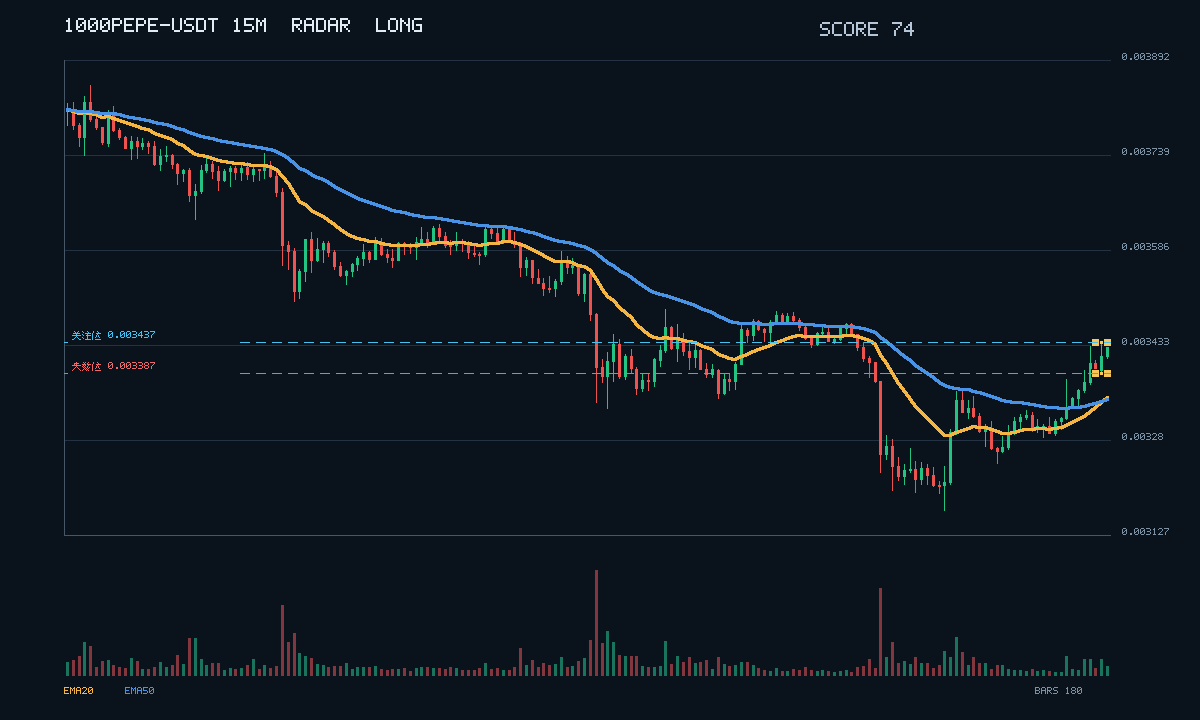 1000PEPE-USDT 15M RADAR LONG
SCORE 74
0.003892
0.003739
0.003586
关注位 0.003437
0.003433
失效位 0.003387
0.00328
0.003127
EMA20 EMA50
BARS 180